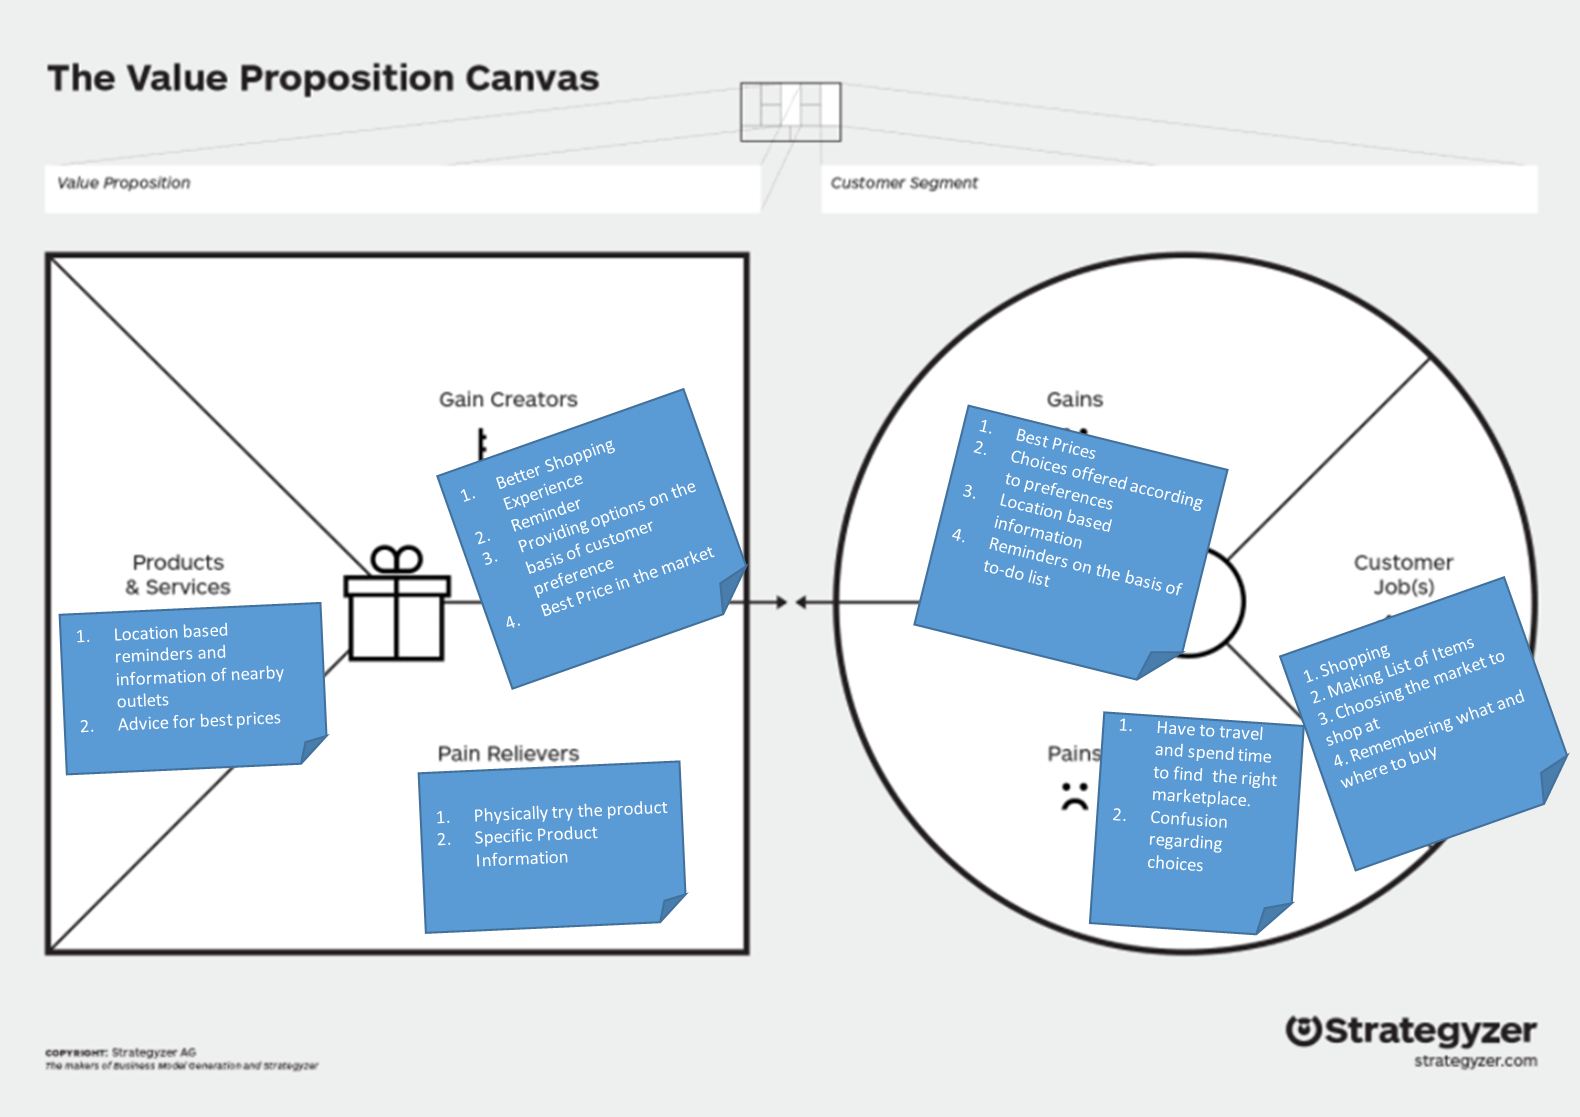 The Value Proposition Canvas
Value Proposition
Customer Segment
Gain Creators
1. Better Shopping
Experience
2. Reminder
3. Providing options on the
basis of customer
preference
4. Best Price in the market
Products
& Services
1. Location based
reminders and
information of nearby
outlets
2. Advice for best prices
Pain Relievers
1. Physically try the product
2. Specific Product
Information
Gains
1. Best Prices
2. Choices offered according
to preferences
3. Location based
information
4. Reminders on the basis of
to-do list
Customer
Job(s)
1. Shopping
2. Making List of Items
3. Choosing the market to
shop at
4. Remembering what and
where to buy
Pains
1. Have to travel
and spend time
to find the right
marketplace.
2. Confusion
regarding
choices
COPYRIGHT: Strategyzer AG
The makers of Business Model Generation and Strategyzer
Strategyzer
strategyzer.com